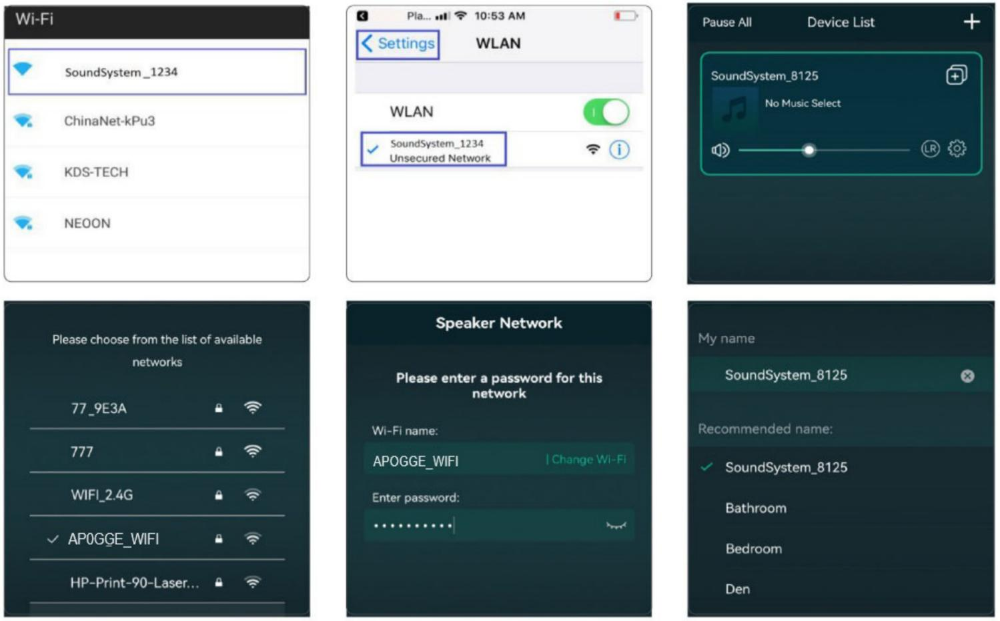 Wi-Fi
SoundSystem_1234
ChinaNet-kPu3
KDS-TECH
NEOON
Pla... 10:53 AM
Settings WLAN
WLAN
SoundSystem_1234
Unsecured Network
Pause All Device List +
SoundSystem_8125
No Music Select
LR
Please choose from the list of available
networks
77_9E3A
777
WIFI_2.4G
AP0GGE_WIFI
HP-Print-90-Laser...
Speaker Network
Please enter a password for this
network
Wi-Fi name:
APOGGE_WIFI | Change Wi-Fi
Enter password:
••••••••••
My name
SoundSystem_8125
Recommended name:
SoundSystem_8125
Bathroom
Bedroom
Den